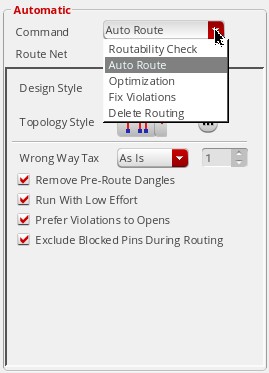 Automatic
Command Auto Route
Routability Check
Route Net
Auto Route
Optimization
Design Style
Fix Violations
Delete Routing
Topology Style
Wrong Way Tax As Is 1
Remove Pre-Route Dangles
Run With Low Effort
Prefer Violations to Opens
Exclude Blocked Pins During Routing